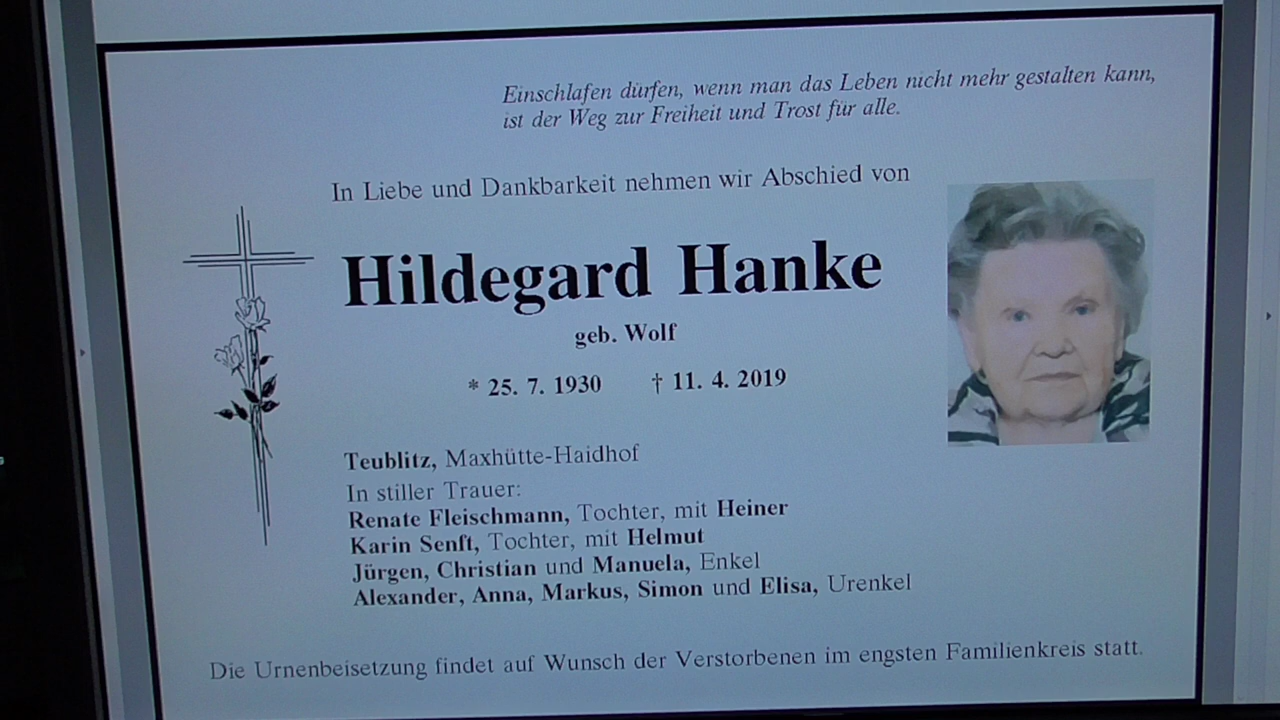 Einschlafen dürfen, wenn man das Leben nicht mehr gestalten kann,
ist der Weg zur Freiheit und Trost für alle.
In Liebe und Dankbarkeit nehmen wir Abschied von
Hildegard Hanke
geb. Wolf
* 25. 7. 1930 † 11. 4. 2019
Teublitz, Maxhütte-Haidhof
In stiller Trauer:
Renate Fleischmann, Tochter, mit Heiner
Karin Senft, Tochter, mit Helmut
Jürgen, Christian und Manuela, Enkel
Alexander, Anna, Markus, Simon und Elisa, Urenkel
Die Urnenbeisetzung findet auf Wunsch der Verstorbenen im engsten Familienkreis statt.